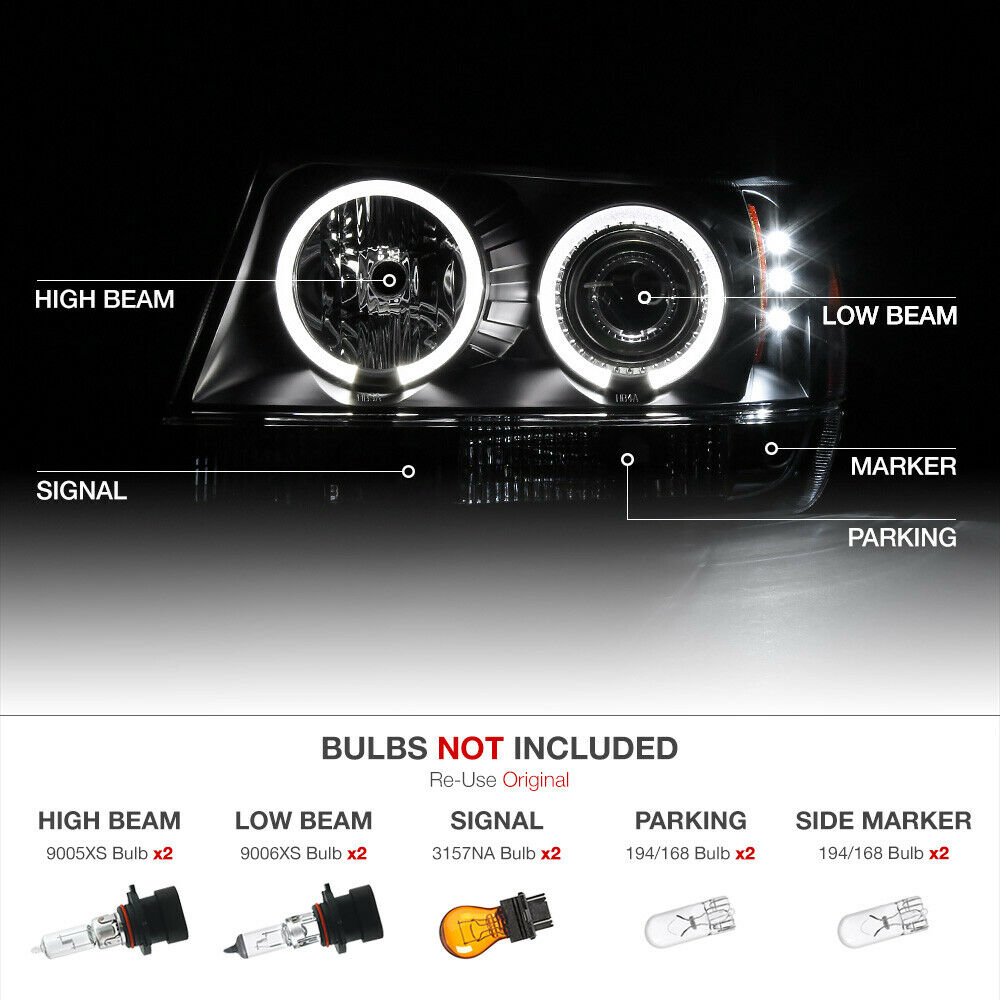 HIGH BEAM
LOW BEAM
HB3A
HB4A
SIGNAL
MARKER
PARKING
BULBS NOT INCLUDED
Re-Use Original
HIGH BEAM
LOW BEAM
SIGNAL
PARKING
SIDE MARKER
9005XS Bulb x2
9006XS Bulb x2
3157NA Bulb x2
194/168 Bulb x2
194/168 Bulb x2